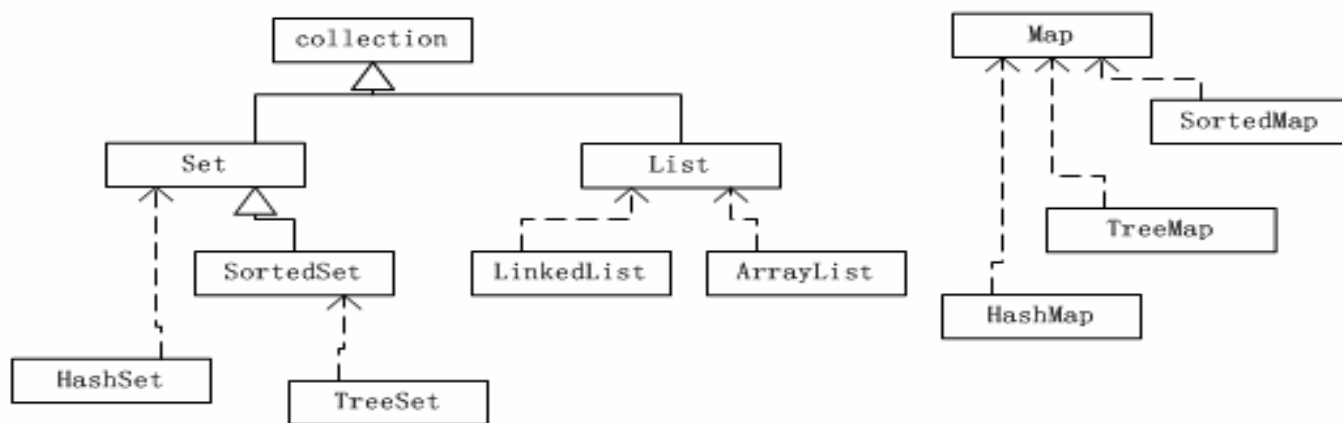 collection
Map
SortedMap
Set
List
TreeMap
SortedSet
LinkedList
ArrayList
HashMap
HashSet
TreeSet